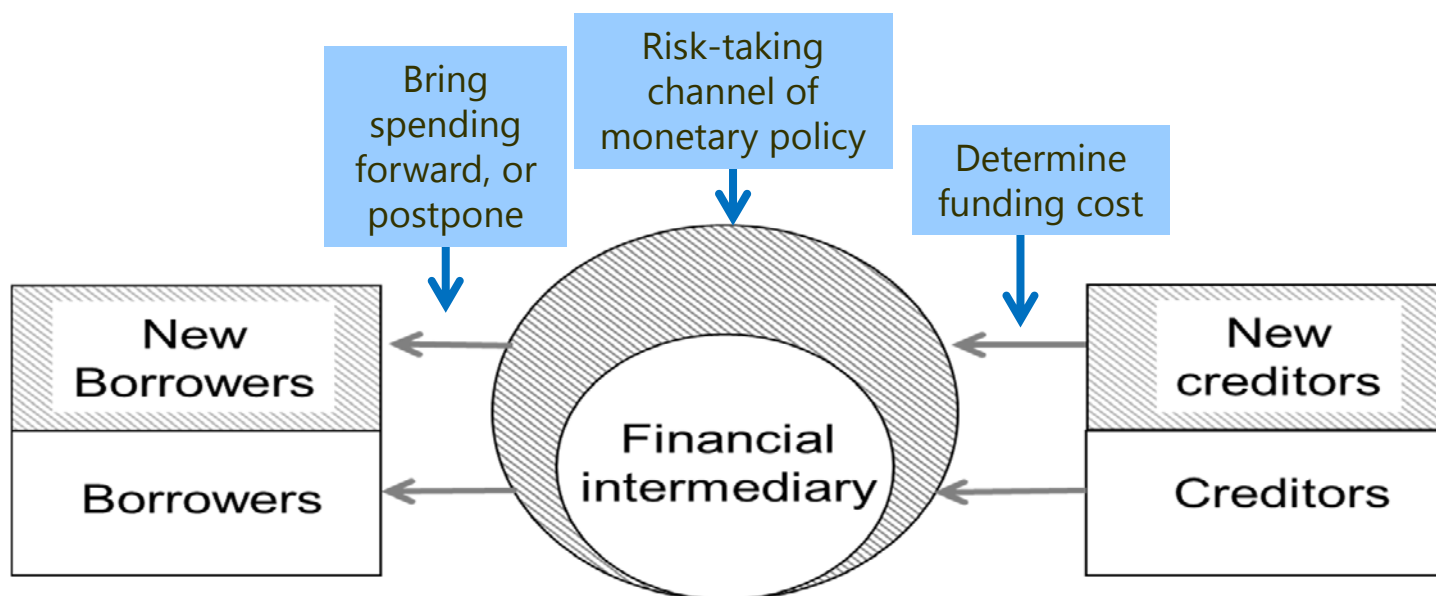 Bring
spending
forward, or
postpone
Risk-taking
channel of
monetary policy
Determine
funding cost
New
Borrowers
Borrowers
Financial
intermediary
New
creditors
Creditors